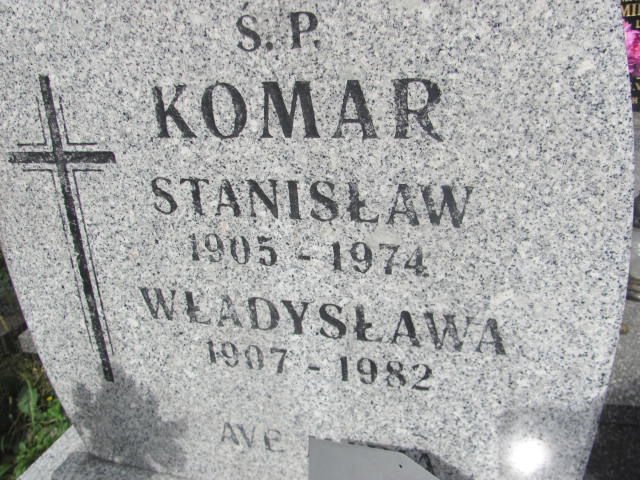 Ś.P.
KOMAR
STANISŁAW
1905 - 1974
WŁADYSŁAWA
1907 - 1982
AVE